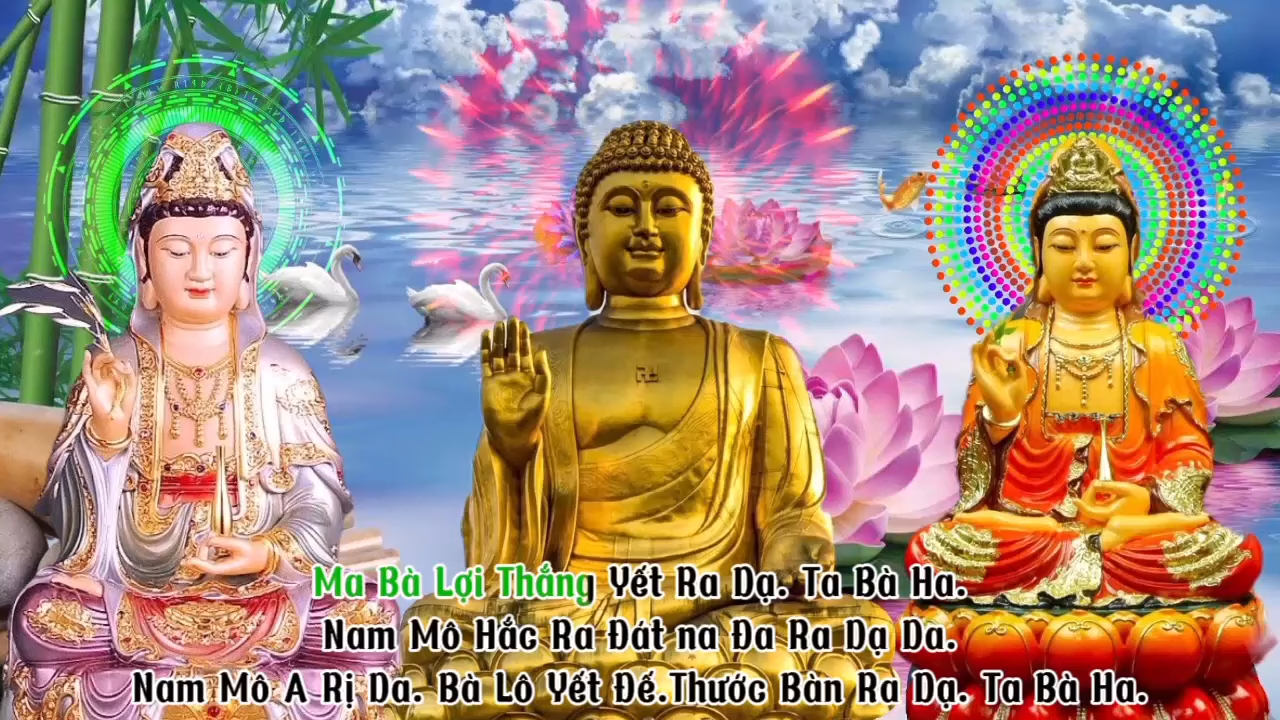 Ma Bà Lợi Thắng Yết Ra Dạ. Ta Bà Ha.
Nam Mô Hắc Ra Đát na Đa Ra Dạ Da.
Nam Mô A Rị Da. Bà Lô Yết Đế.Thước Bàn Ra Dạ. Ta Bà Ha.